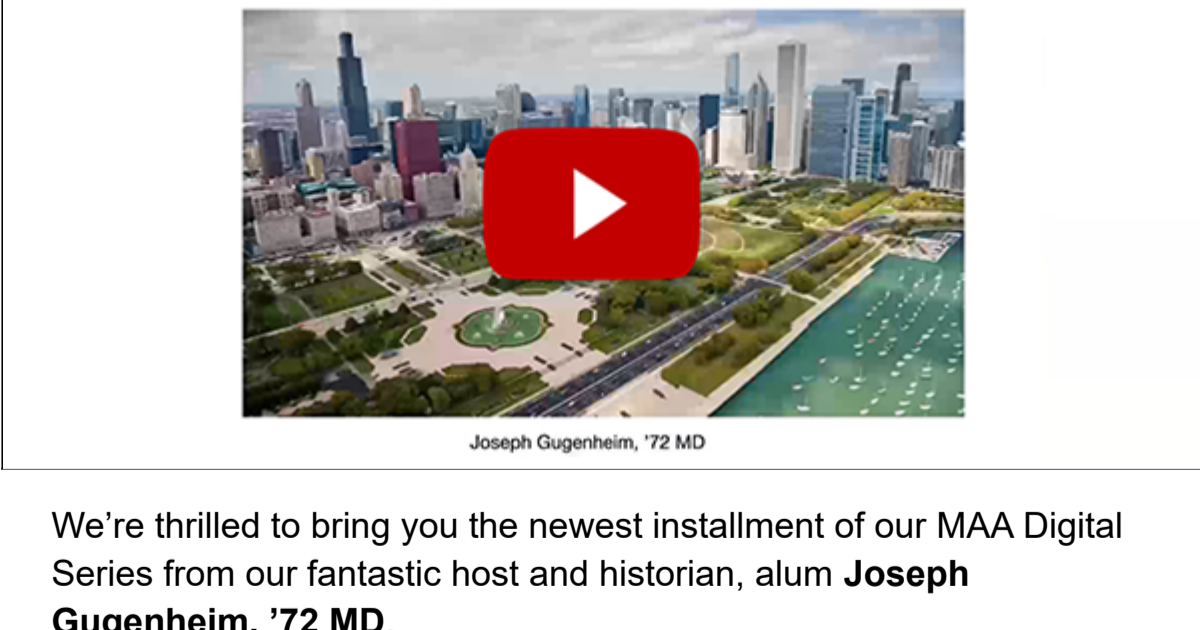 Joseph Gugenheim, ’72 MD
We’re thrilled to bring you the newest installment of our MAA Digital
Series from our fantastic host and historian, alum Joseph
Gugenheim, ’72 MD